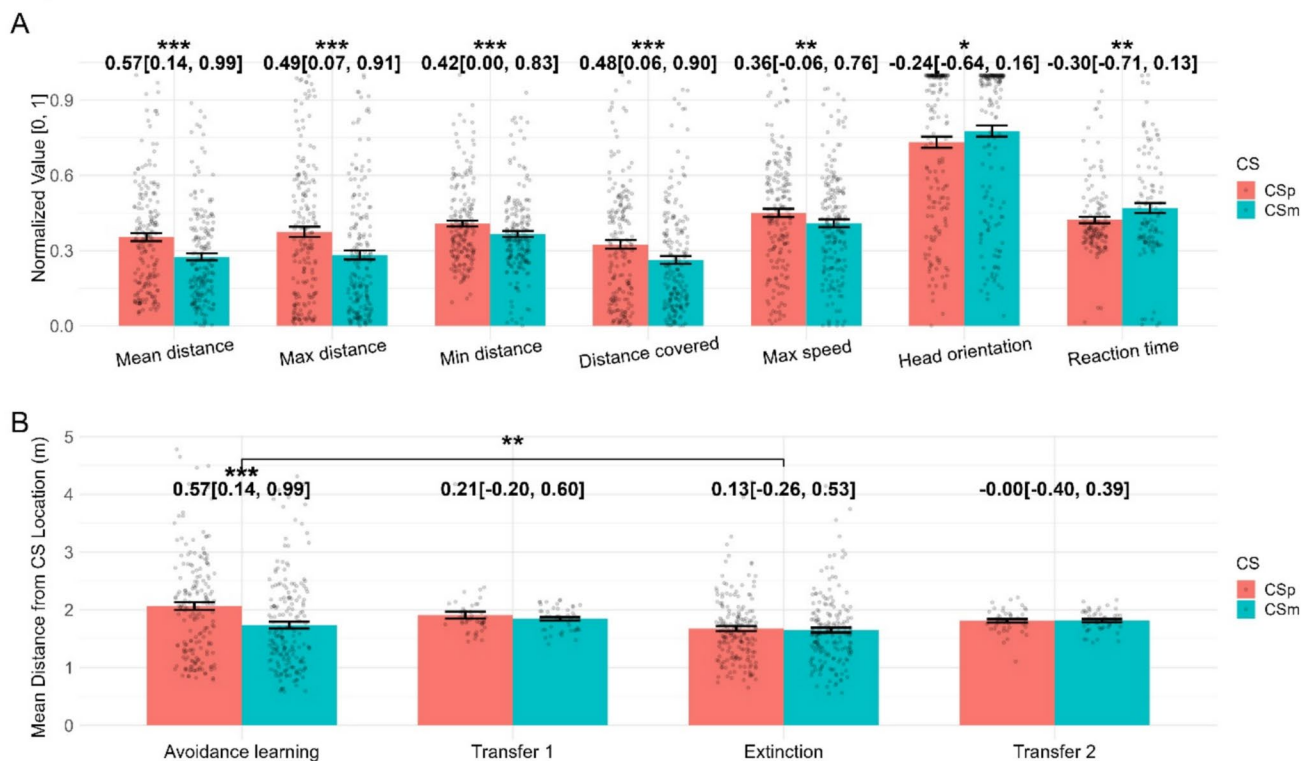 A
*** *** *** *** ** * **
0.57[0.14, 0.99] 0.49[0.07, 0.91] 0.42[0.00, 0.83] 0.48[0.06, 0.90] 0.36[-0.06, 0.76] -0.24[-0.64, 0.16] -0.30[-0.71, 0.13]
Normalized Value [0, 1]
0.9
0.6
0.3
0.0
Mean distance Max distance Min distance Distance covered Max speed Head orientation Reaction time
CS
CSp
CSm
B
Mean Distance from CS Location (m)
5
4
3
2
1
0
**
***
0.57[0.14, 0.99] 0.21[-0.20, 0.60] 0.13[-0.26, 0.53] -0.00[-0.40, 0.39]
Avoidance learning Transfer 1 Extinction Transfer 2
CS
CSp
CSm